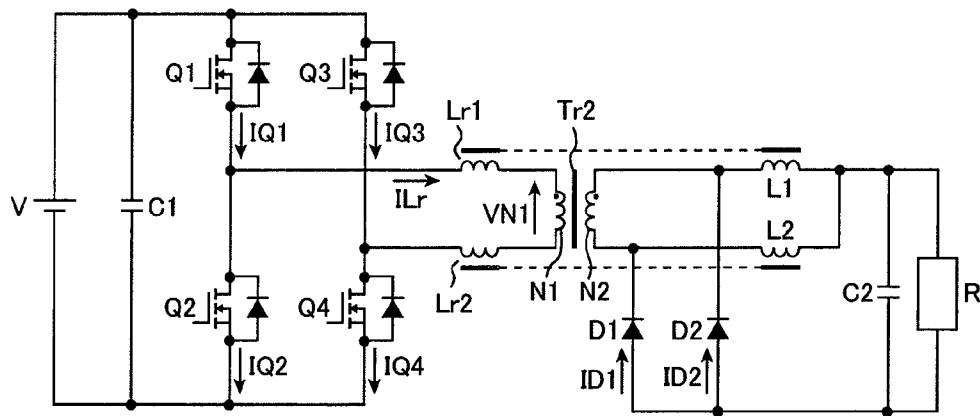 Q1
Q3
IQ1
IQ3
Lr1
Tr2
V
C1
ILr
VN1
L1
L2
Q2
Q4
Lr2
N1
N2
C2
R
D1
D2
IQ2
IQ4
ID1
ID2